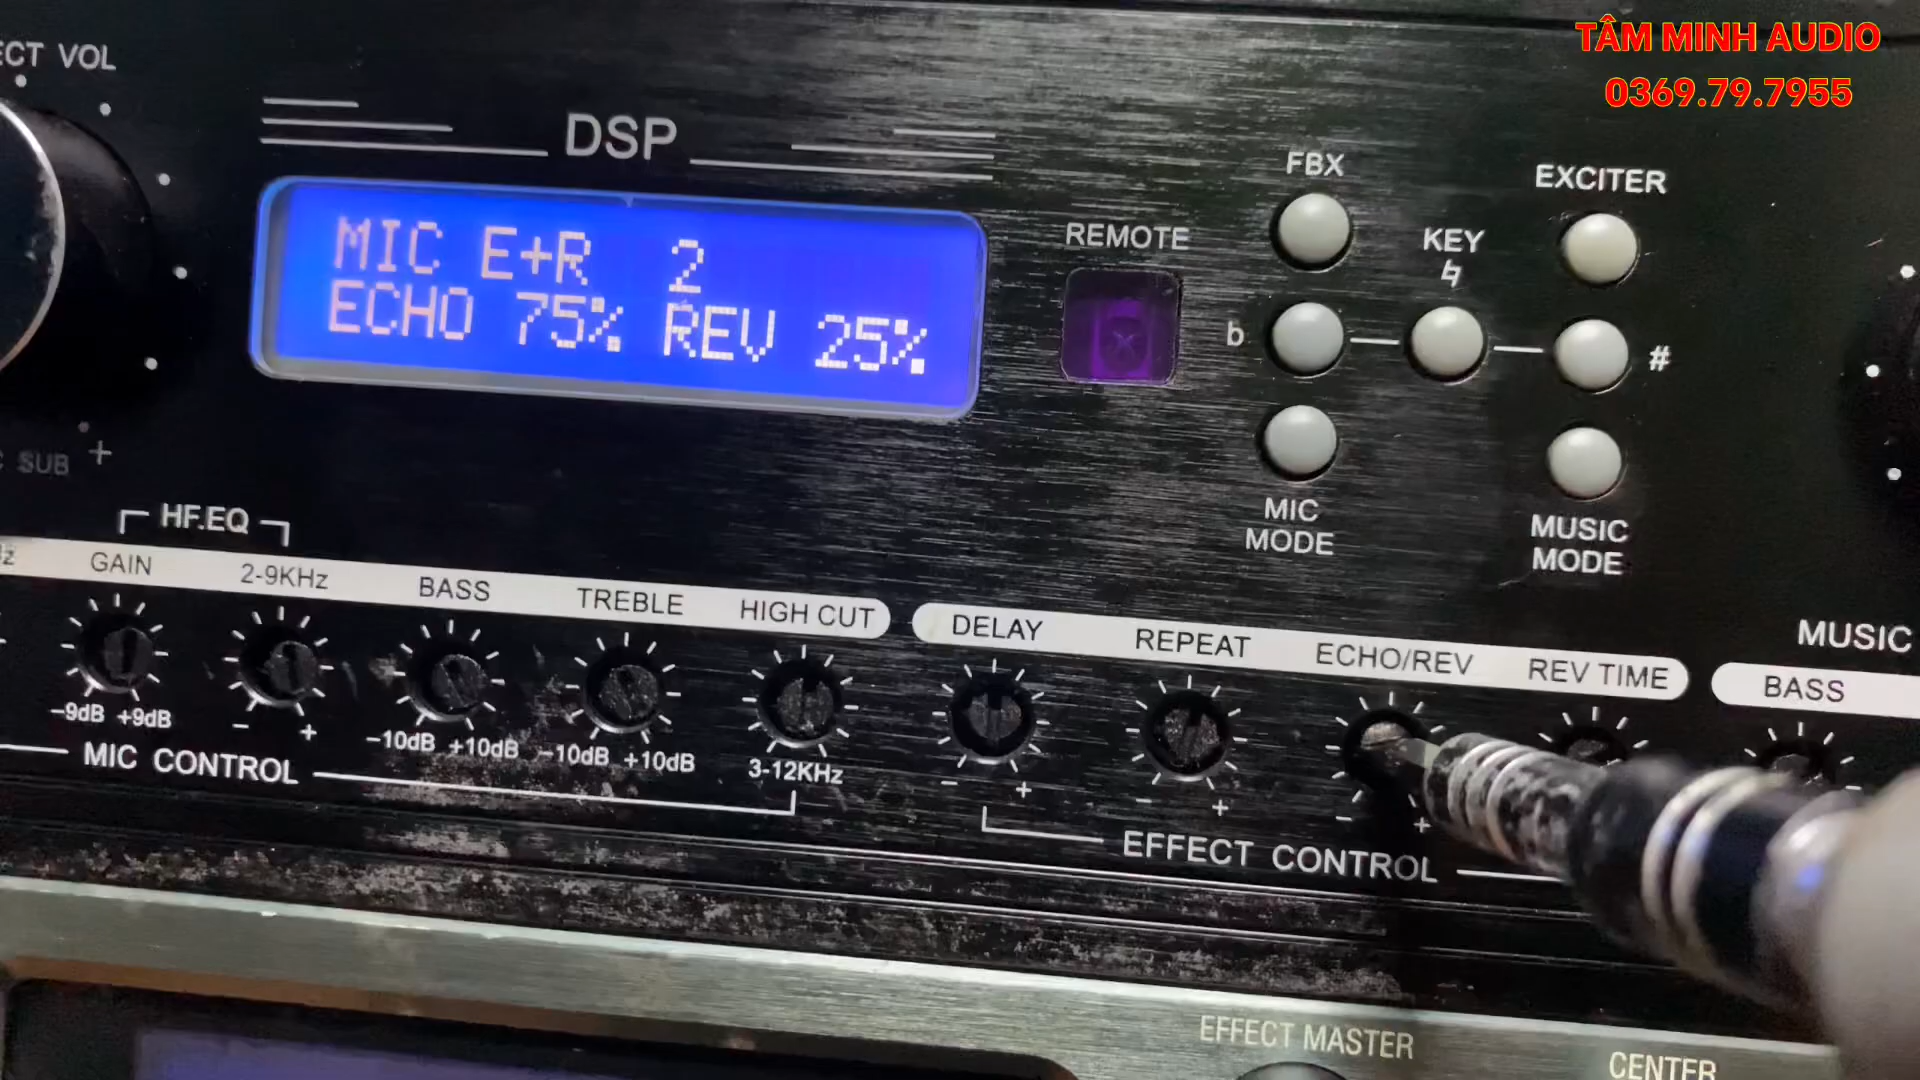 TÂM MINH AUDIO
0369.79.7955
ECT VOL
DSP
MIC E+R 2
ECHO 75% REV 25%
REMOTE
FBX
EXCITER
KEY
♮
b
#
MIC
MODE
MUSIC
MODE
SUB +
HF.EQ
GAIN
2-9KHz
BASS
TREBLE
HIGH CUT
DELAY
REPEAT
ECHO/REV
REV TIME
MUSIC
BASS
-9dB +9dB
- +
-10dB +10dB
-10dB +10dB
3-12KHz
- +
- +
- +
MIC CONTROL
EFFECT CONTROL
EFFECT MASTER
CENTER